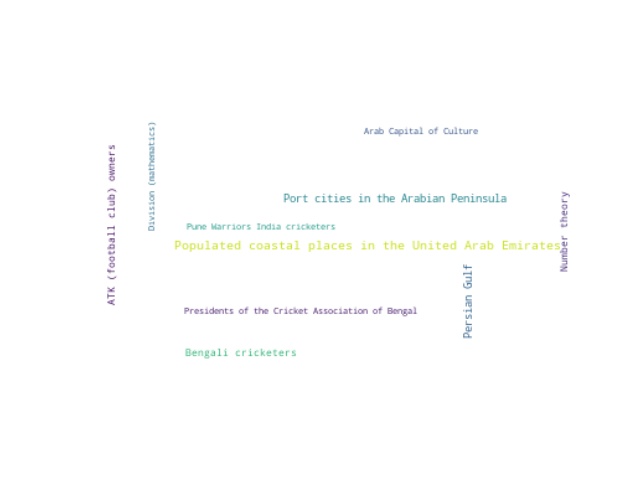 Arab Capital of Culture
Division (mathematics)
ATK (football club) owners
Port cities in the Arabian Peninsula
Number theory
Pune Warriors India cricketers
Populated coastal places in the United Arab Emirates
Persian Gulf
Presidents of the Cricket Association of Bengal
Bengali cricketers